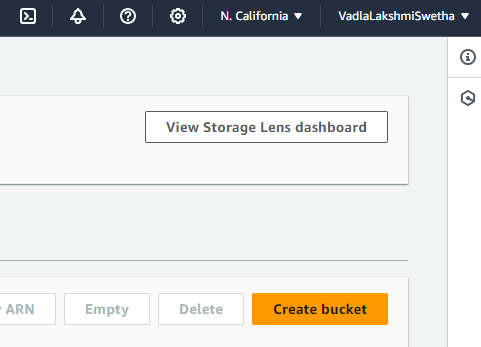 N. California ▼ VadlaLakshmiSwetha ▼
View Storage Lens dashboard
ARN Empty Delete Create bucket